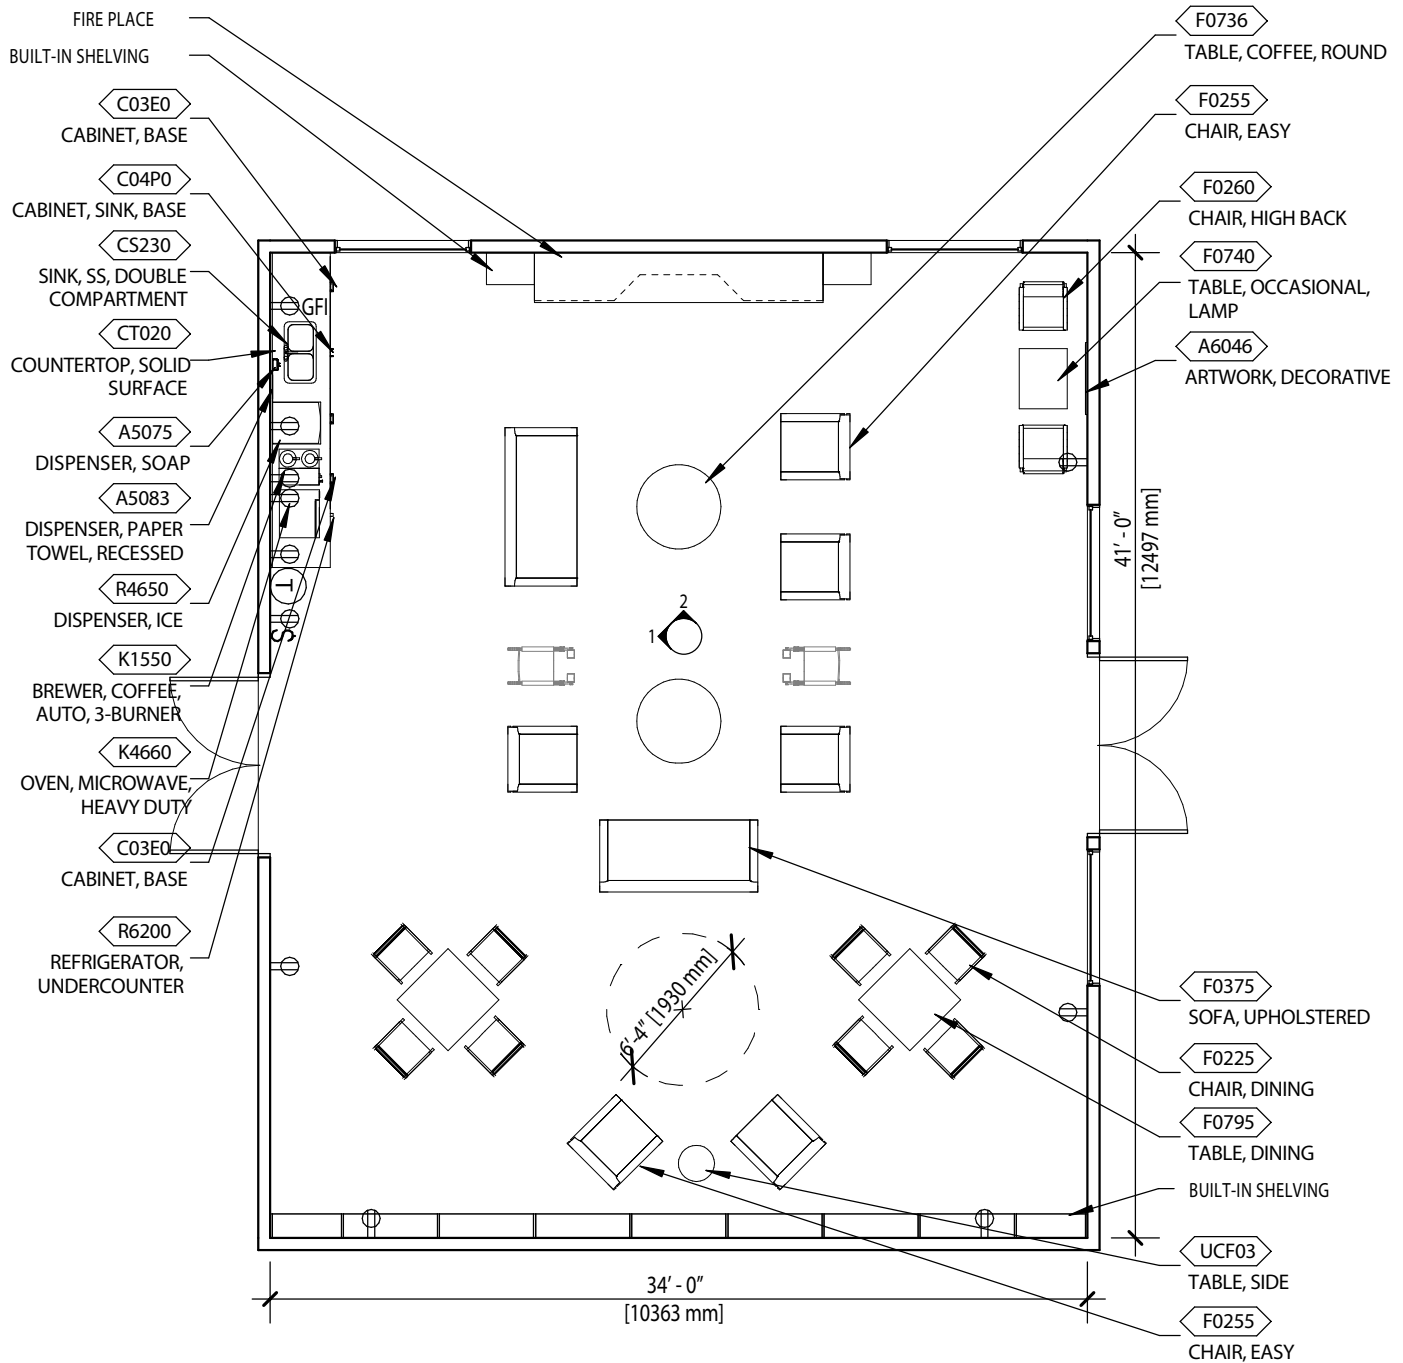 FIRE PLACE
BUILT-IN SHELVING
C03E0
CABINET, BASE
C04P0
CABINET, SINK, BASE
CS230
SINK, SS, DOUBLE
COMPARTMENT
CT020
COUNTERTOP, SOLID
SURFACE
A5075
DISPENSER, SOAP
A5083
DISPENSER, PAPER
TOWEL, RECESSED
R4650
DISPENSER, ICE
K1550
BREWER, COFFEE,
AUTO, 3-BURNER
K4660
OVEN, MICROWAVE,
HEAVY DUTY
C03E0
CABINET, BASE
R6200
REFRIGERATOR,
UNDERCOUNTER
GFI
T
$
2
1
6'-4" [1930 mm]
34' - 0"
[10363 mm]
41' - 0"
[12497 mm]
F0736
TABLE, COFFEE, ROUND
F0255
CHAIR, EASY
F0260
CHAIR, HIGH BACK
F0740
TABLE, OCCASIONAL,
LAMP
A6046
ARTWORK, DECORATIVE
F0375
SOFA, UPHOLSTERED
F0225
CHAIR, DINING
F0795
TABLE, DINING
BUILT-IN SHELVING
UCF03
TABLE, SIDE
F0255
CHAIR, EASY